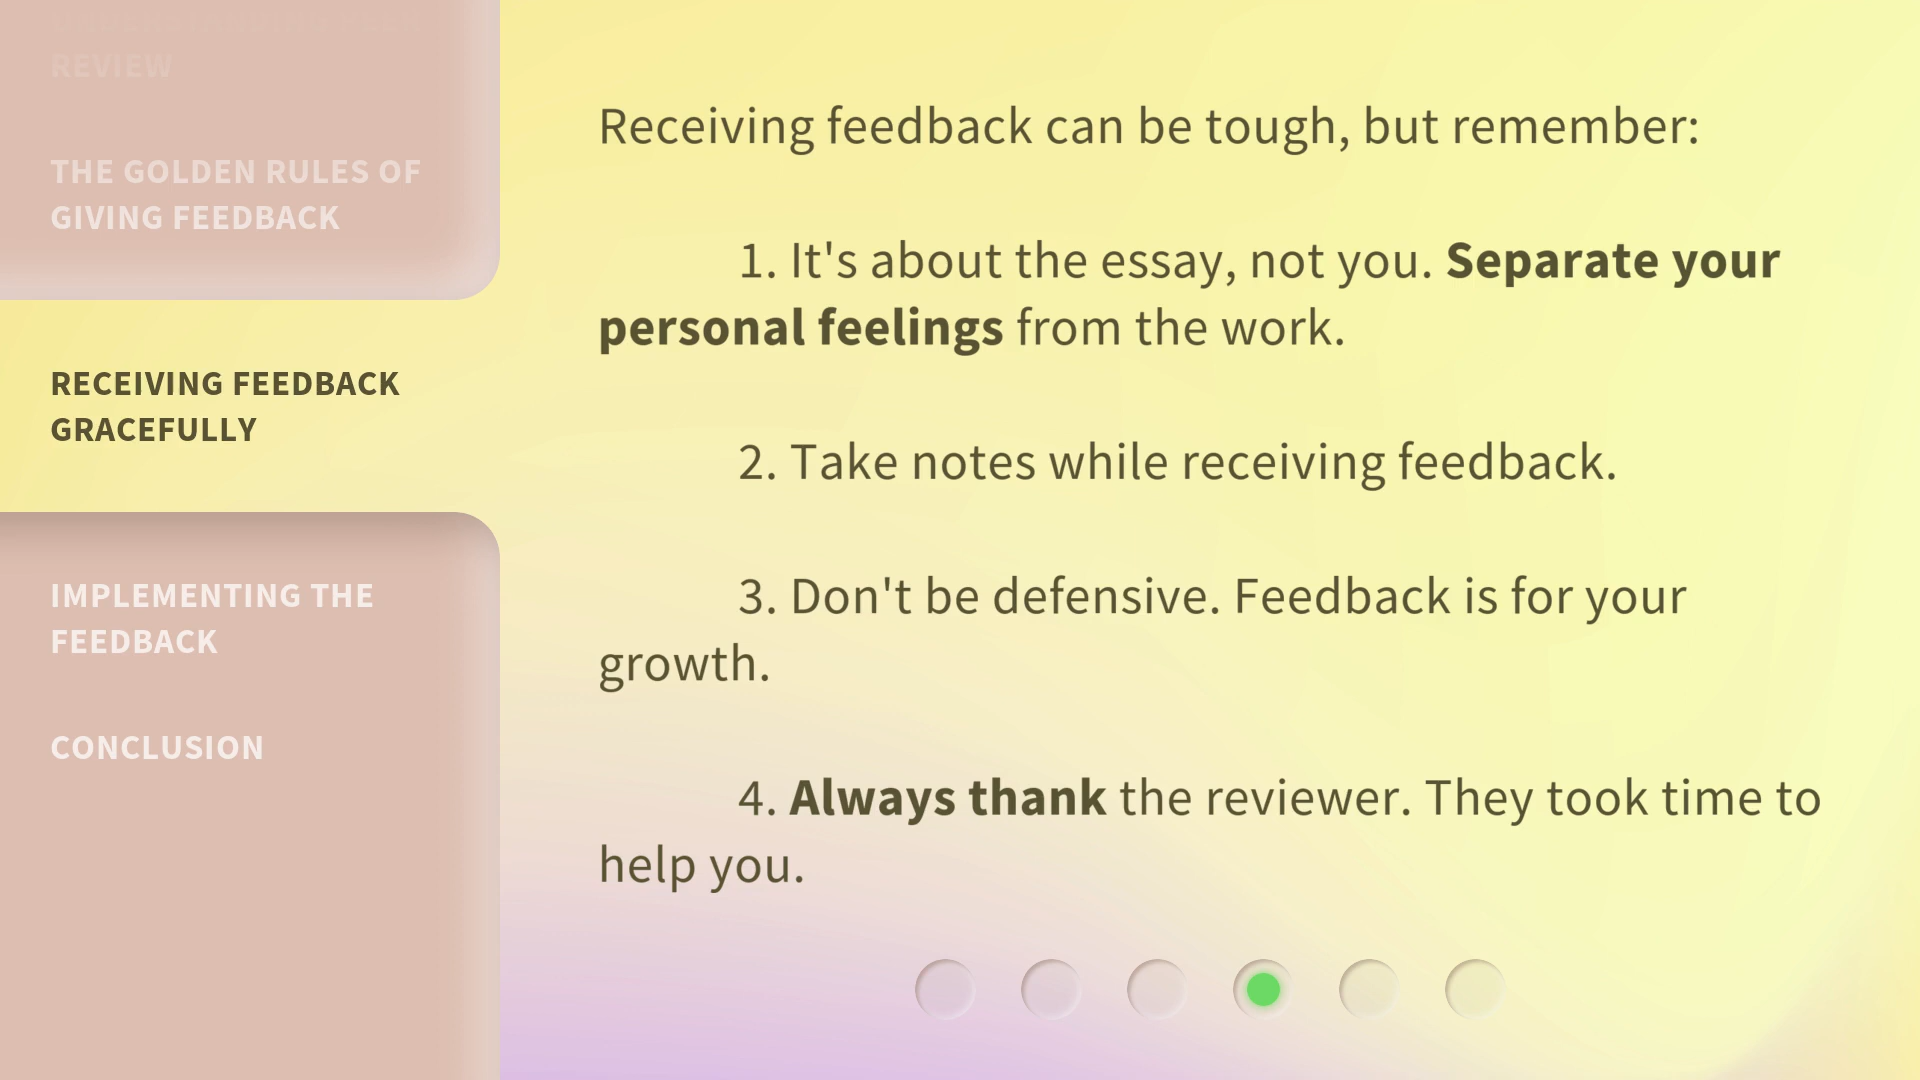 REVIEW
THE GOLDEN RULES OF
GIVING FEEDBACK
RECEIVING FEEDBACK
GRACEFULLY
IMPLEMENTING THE
FEEDBACK
CONCLUSION
Receiving feedback can be tough, but remember:
1. It's about the essay, not you. Separate your
personal feelings from the work.
2. Take notes while receiving feedback.
3. Don't be defensive. Feedback is for your
growth.
4. Always thank the reviewer. They took time to
help you.